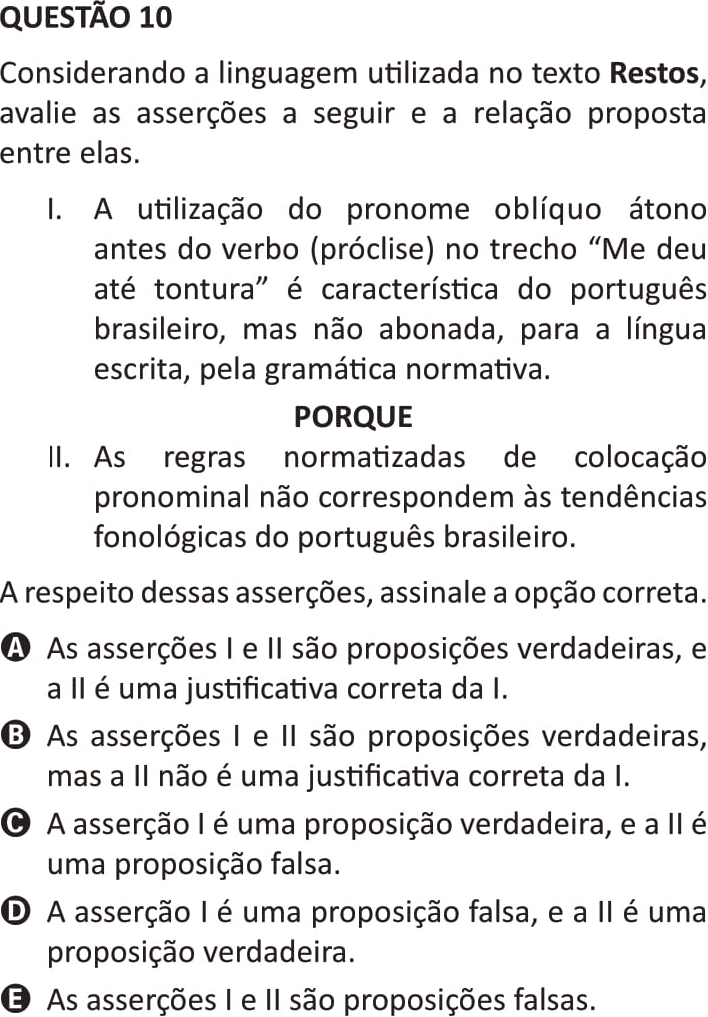 QUESTÃO 10
Considerando a linguagem utilizada no texto Restos,
avalie as asserções a seguir e a relação proposta
entre elas.
I. A utilização do pronome oblíquo átono
antes do verbo (próclise) no trecho “Me deu
até tontura” é característica do português
brasileiro, mas não abonada, para a língua
escrita, pela gramática normativa.
PORQUE
II. As regras normatizadas de colocação
pronominal não correspondem às tendências
fonológicas do português brasileiro.
A respeito dessas asserções, assinale a opção correta.
A As asserções I e II são proposições verdadeiras, e
a II é uma justificativa correta da I.
B As asserções I e II são proposições verdadeiras,
mas a II não é uma justificativa correta da I.
C A asserção I é uma proposição verdadeira, e a II é
uma proposição falsa.
D A asserção I é uma proposição falsa, e a II é uma
proposição verdadeira.
E As asserções I e II são proposições falsas.